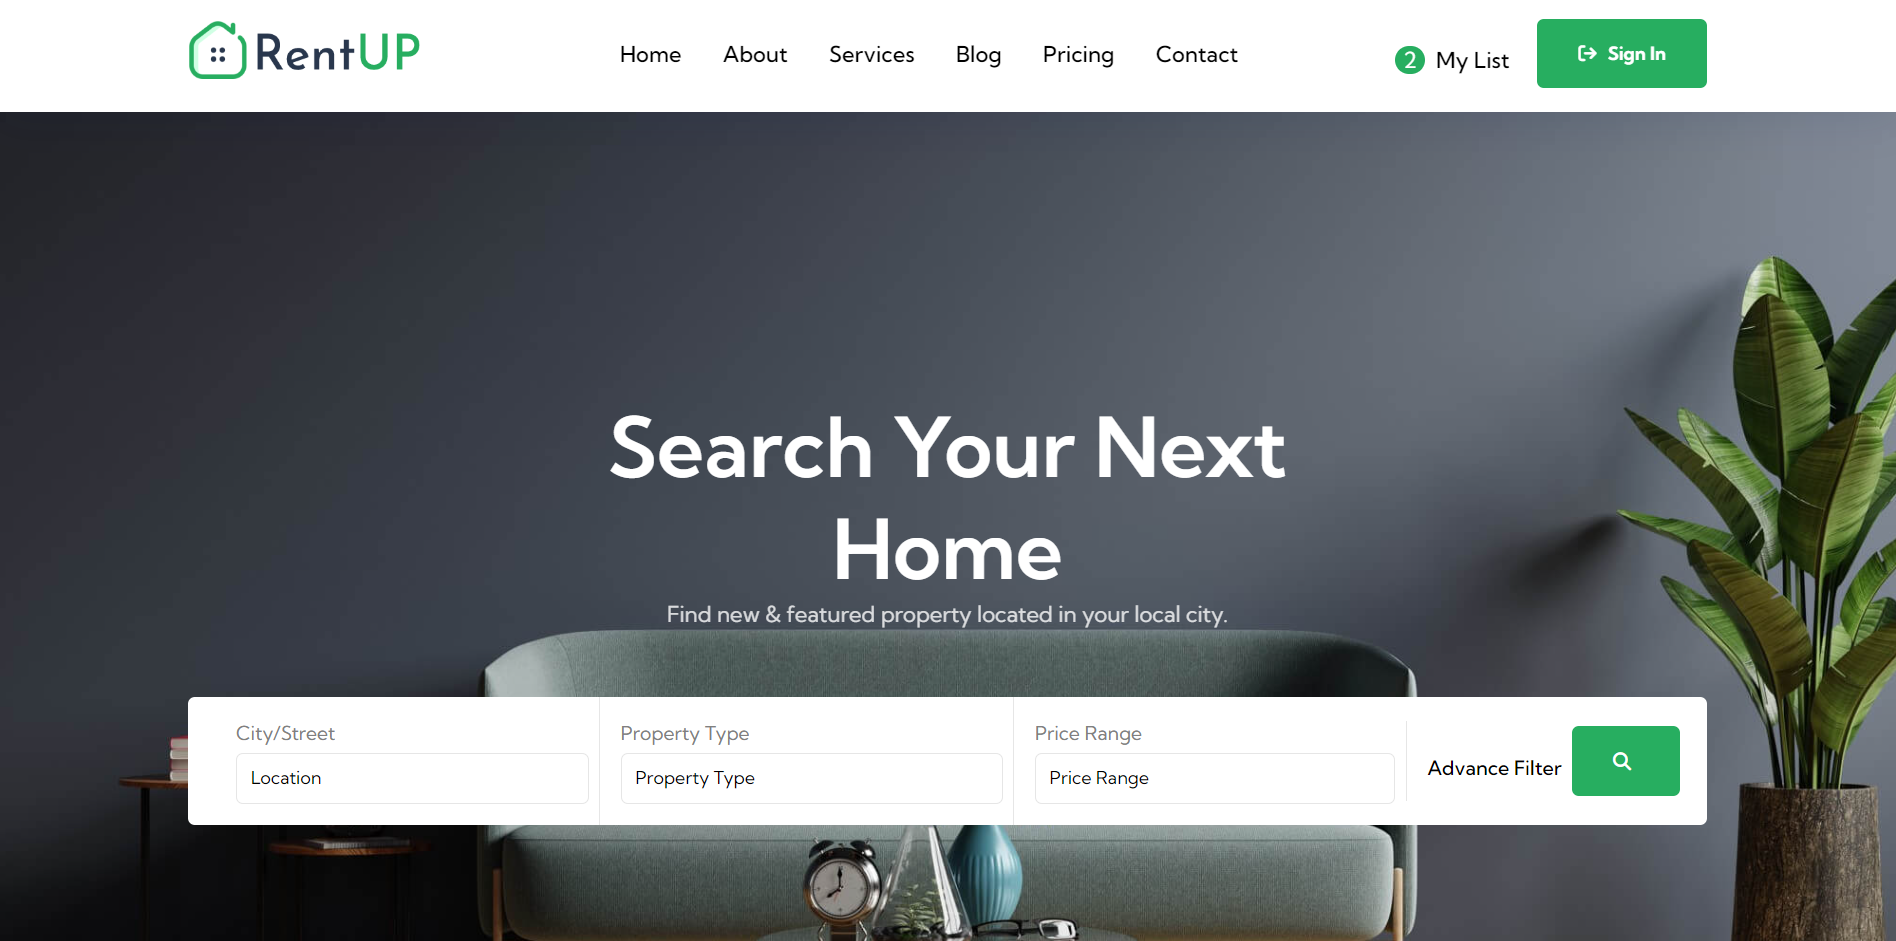 RentUP
Home About Services Blog Pricing Contact
2 My List
Sign In
Search Your Next
Home
Find new & featured property located in your local city.
City/Street
Location
Property Type
Property Type
Price Range
Price Range
Advance Filter